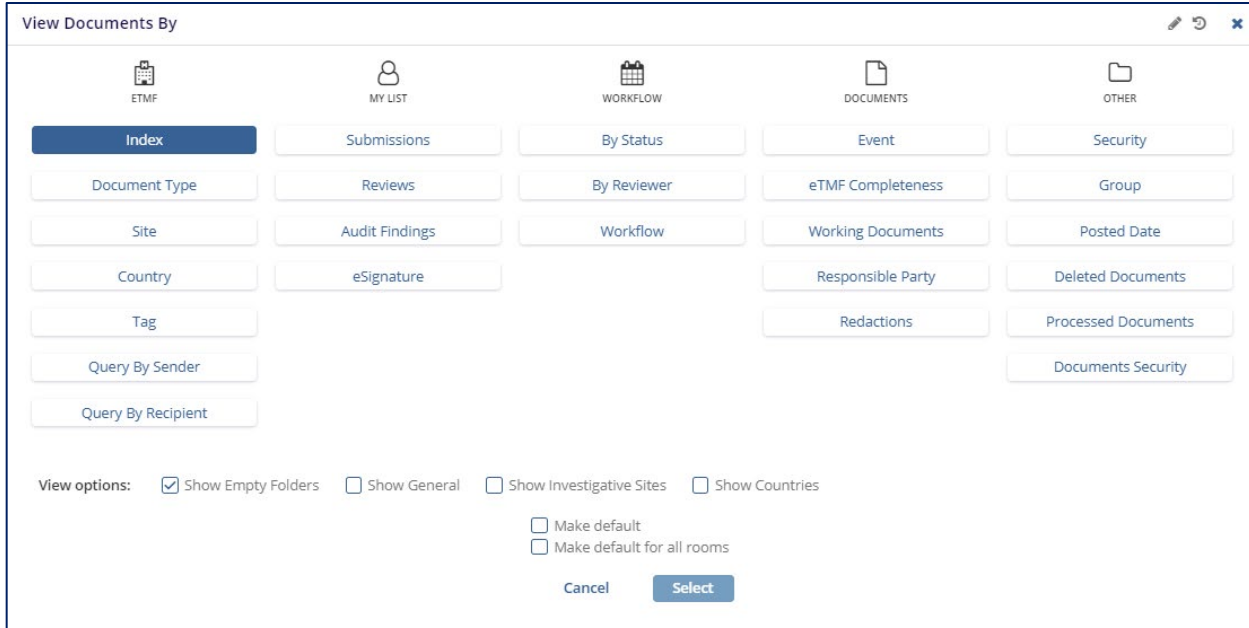 View Documents By
ETMF MY LIST WORKFLOW DOCUMENTS OTHER
Index Submissions By Status Event Security
Document Type Reviews By Reviewer eTMF Completeness Group
Site Audit Findings Workflow Working Documents Posted Date
Country eSignature Responsible Party Deleted Documents
Tag Redactions Processed Documents
Query By Sender Documents Security
Query By Recipient
View options: Show Empty Folders Show General Show Investigative Sites Show Countries
Make default
Make default for all rooms
Cancel Select